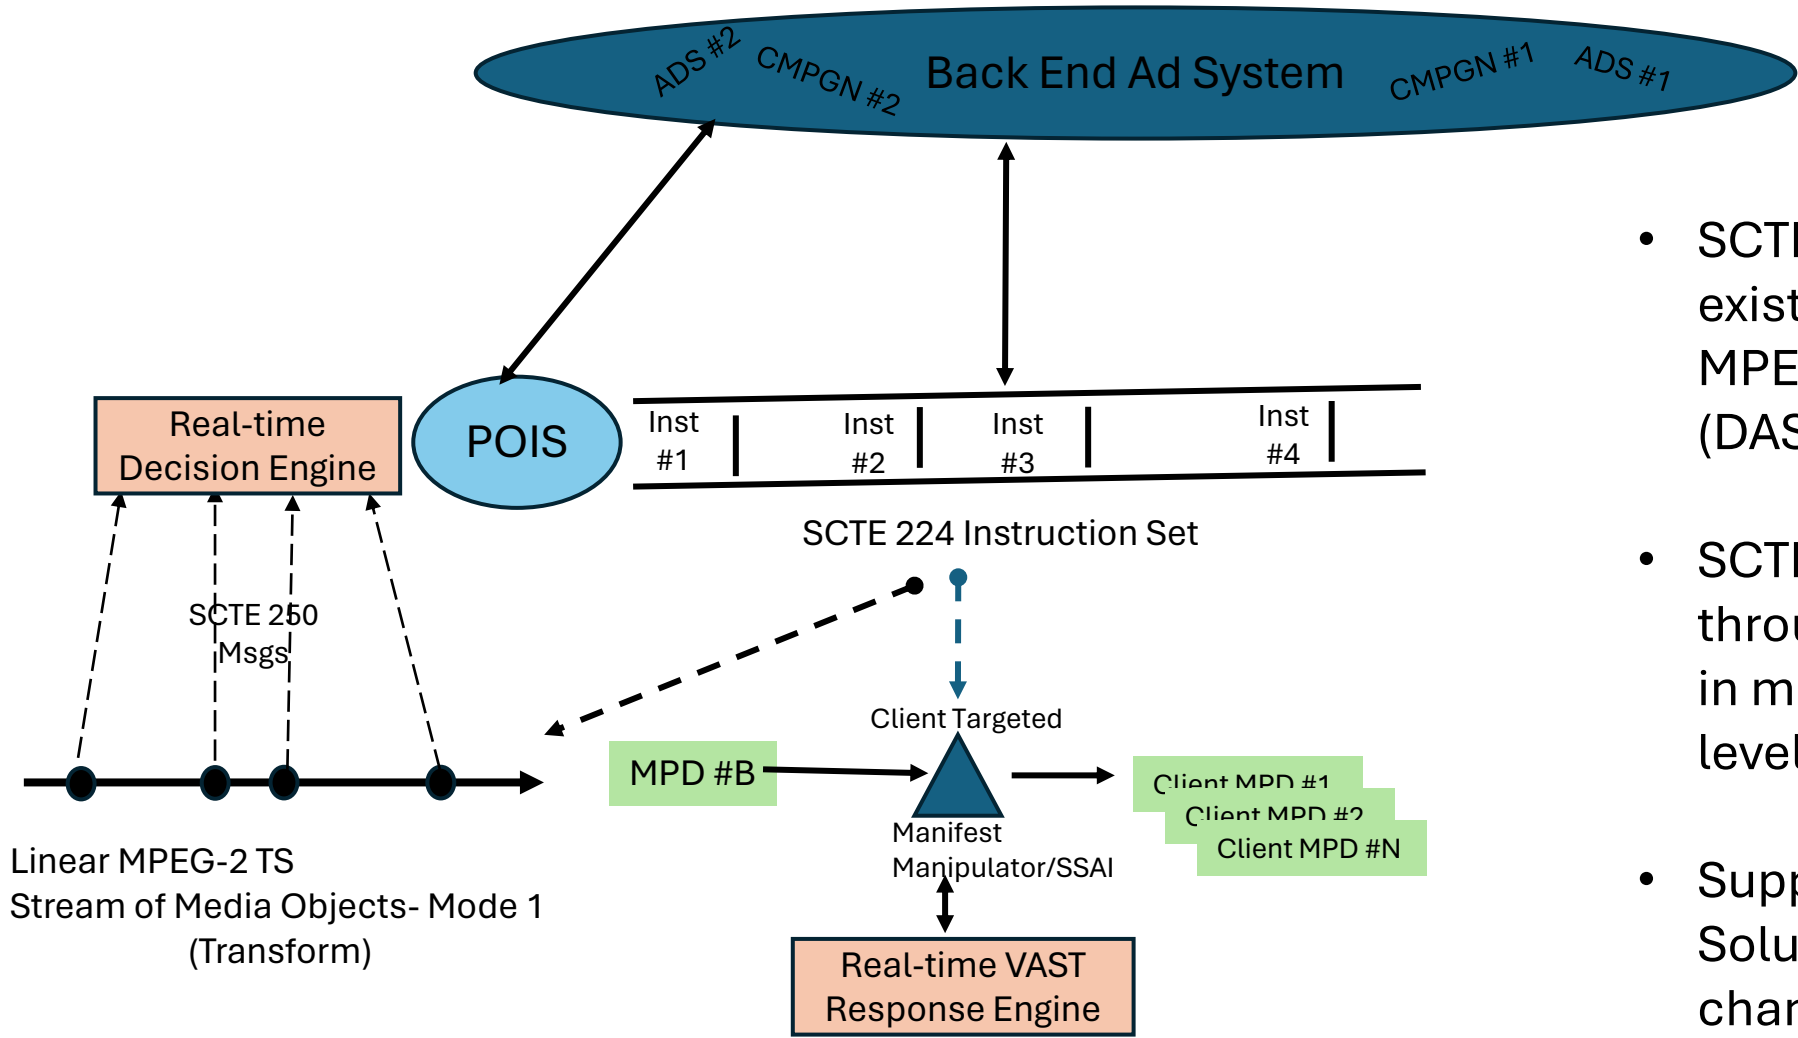 ADS #2
CMPGN #2
Back End Ad System
CMPGN #1
ADS #1
Real-time
Decision Engine
POIS
Inst
#1
Inst
#2
Inst
#3
Inst
#4
SCTE 224 Instruction Set
SCTE 250
Msgs
Client Targeted
MPD #B
Client MPD #1
Client MPD #2
Client MPD #N
Manifest
Manipulator/SSAI
Linear MPEG-2 TS
Stream of Media Objects- Mode 1
(Transform)
Real-time VAST
Response Engine
in